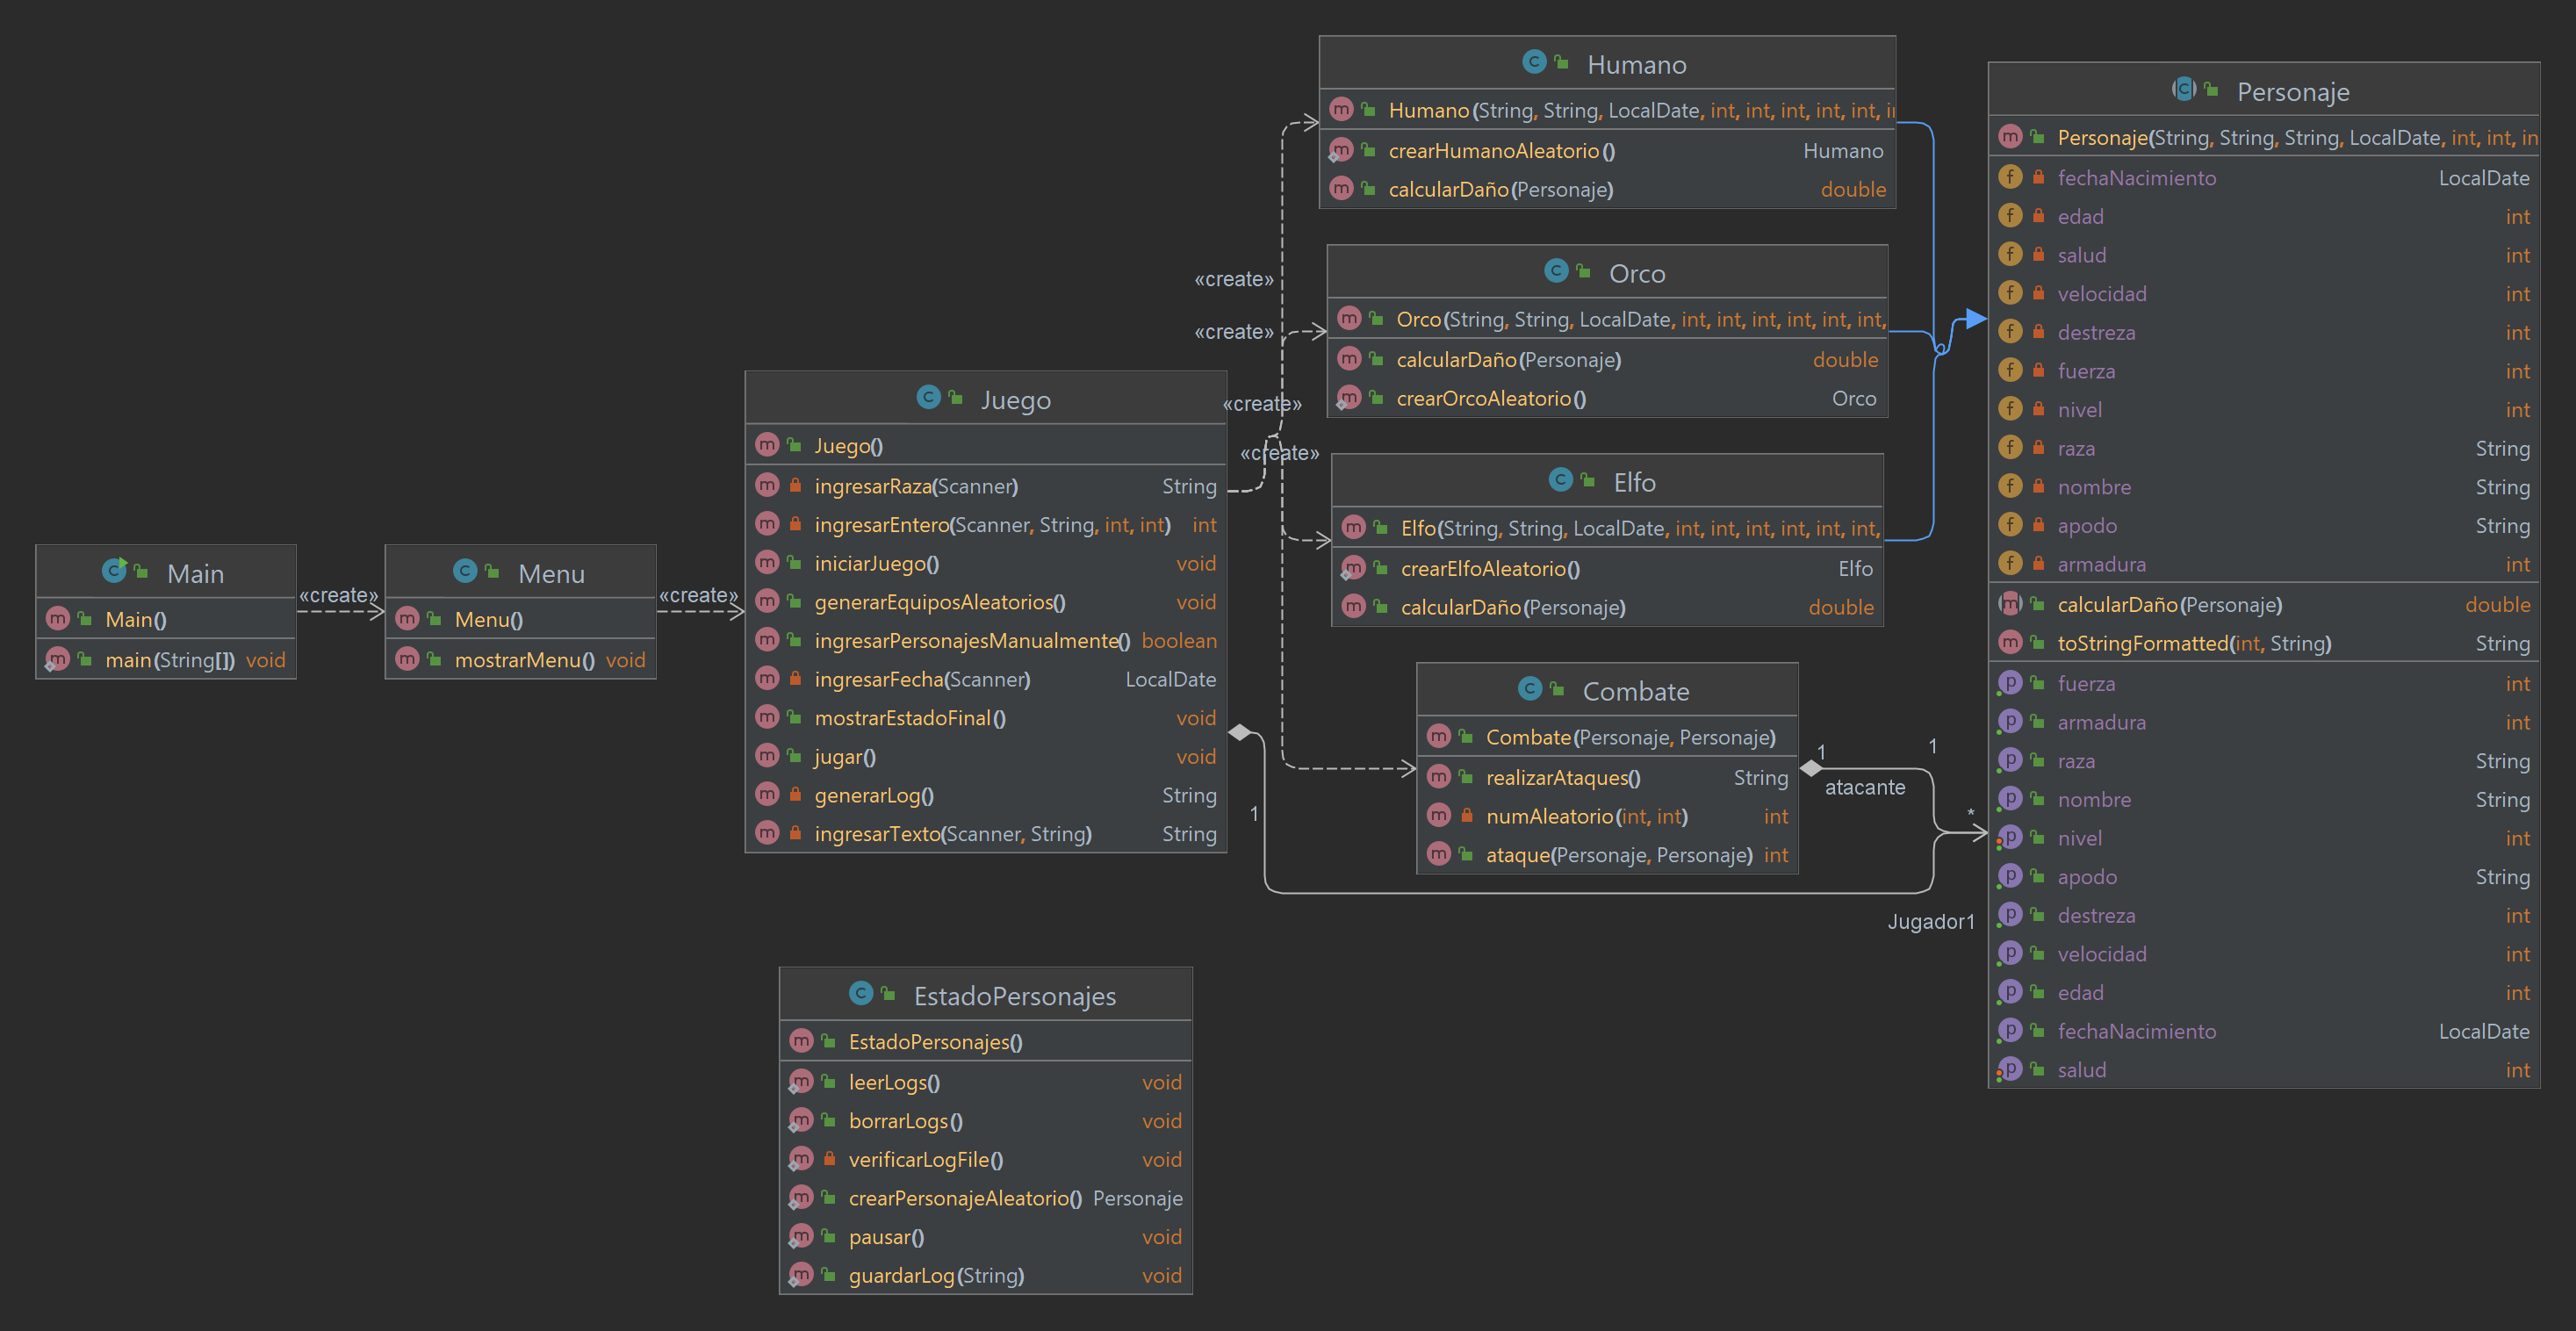 Main
Main()
main(String[]) void
«create»
Menu
Menu()
mostrarMenu() void
«create»
Juego
Juego()
ingresarRaza(Scanner) String
ingresarEntero(Scanner, String, int, int) int
iniciarJuego() void
generarEquiposAleatorios() void
ingresarPersonajesManualmente() boolean
ingresarFecha(Scanner) LocalDate
mostrarEstadoFinal() void
jugar() void
generarLog() String
ingresarTexto(Scanner, String) String
«create»
«create»
«create»
«create»
Humano
Humano(String, String, LocalDate, int, int, int, int, int, i
crearHumanoAleatorio() Humano
calcularDaño(Personaje) double
Orco
Orco(String, String, LocalDate, int, int, int, int, int, int,
calcularDaño(Personaje) double
crearOrcoAleatorio() Orco
Elfo
Elfo(String, String, LocalDate, int, int, int, int, int, int,
crearElfoAleatorio() Elfo
calcularDaño(Personaje) double
Combate
Combate(Personaje, Personaje)
realizarAtaques() String
numAleatorio(int, int) int
ataque(Personaje, Personaje) int
1
atacante
1
*
1
Jugador1
Personaje
Personaje(String, String, String, LocalDate, int, int, in
fechaNacimiento LocalDate
edad int
salud int
velocidad int
destreza int
fuerza int
nivel int
raza String
nombre String
apodo String
armadura int
calcularDaño(Personaje) double
toStringFormatted(int, String) String
fuerza int
armadura int
raza String
nombre String
nivel int
apodo String
destreza int
velocidad int
edad int
fechaNacimiento LocalDate
salud int
EstadoPersonajes
EstadoPersonajes()
leerLogs() void
borrarLogs() void
verificarLogFile() void
crearPersonajeAleatorio() Personaje
pausar() void
guardarLog(String) void